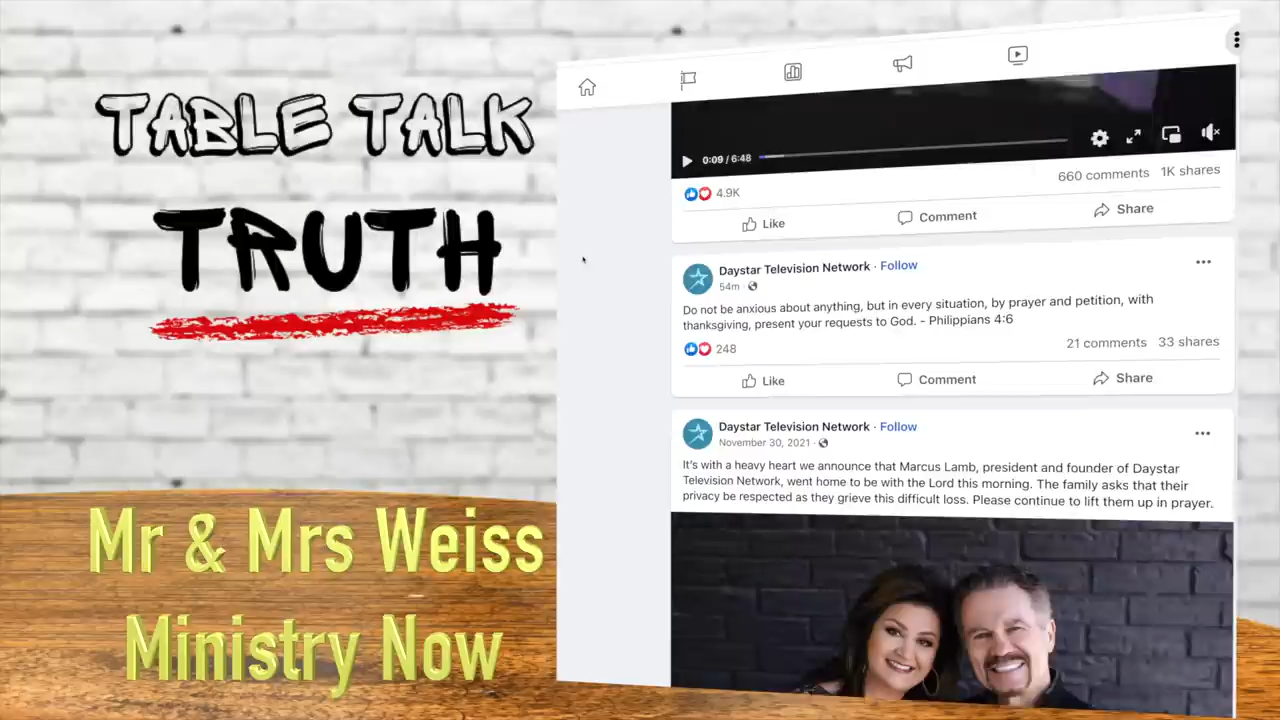 TABLE TALK
TRUTH
Mr & Mrs Weiss
Ministry Now
0:09 / 6:48
4.9K
660 comments 1K shares
Like Comment Share
Daystar Television Network · Follow
54m ·
Do not be anxious about anything, but in every situation, by prayer and petition, with
thanksgiving, present your requests to God. - Philippians 4:6
248
21 comments 33 shares
Like Comment Share
Daystar Television Network · Follow
November 30, 2021 ·
It's with a heavy heart we announce that Marcus Lamb, president and founder of Daystar
Television Network, went home to be with the Lord this morning. The family asks that their
privacy be respected as they grieve this difficult loss. Please continue to lift them up in prayer.